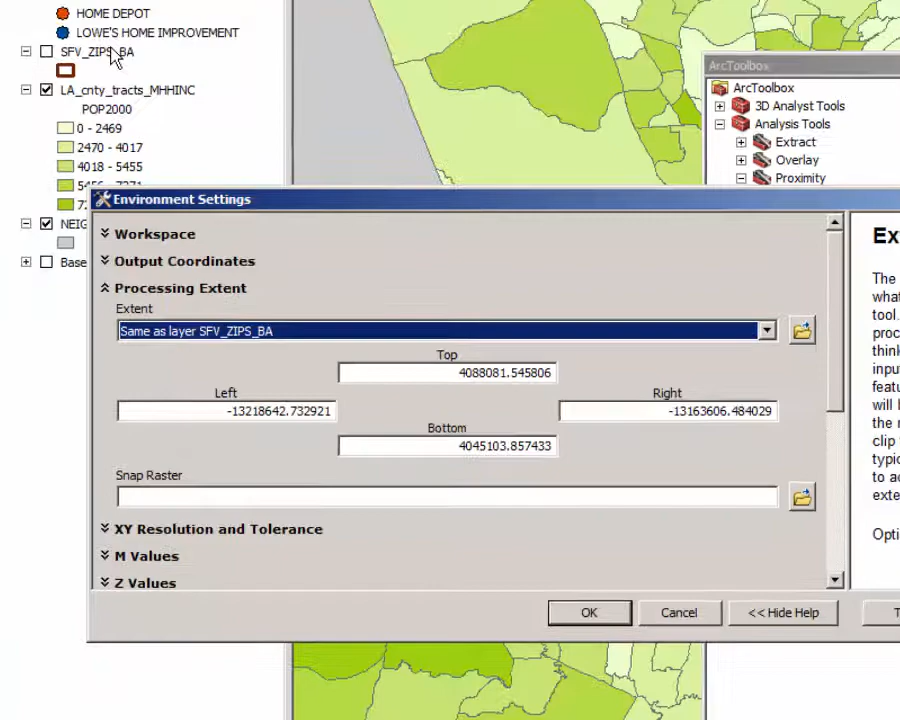 HOME DEPOT
LOWE'S HOME IMPROVEMENT
SFV_ZIPS_BA
LA_cnty_tracts_MHHINC
POP2000
0 - 2469
2470 - 4017
4018 - 5455
NEIG
Base
ArcToolbox
ArcToolbox
3D Analyst Tools
Analysis Tools
Extract
Overlay
Proximity
Environment Settings
Workspace
Output Coordinates
Processing Extent
Extent
Same as layer SFV_ZIPS_BA
Top
4088081.545806
Left
Right
-13218642.732921
-13163606.484029
Bottom
4045103.857433
Snap Raster
XY Resolution and Tolerance
M Values
Z Values
OK
Cancel
<< Hide Help
T
Ex
The
what
tool.
proc
think
inpu
featu
will b
the r
clip
typic
to ac
exte
Opti